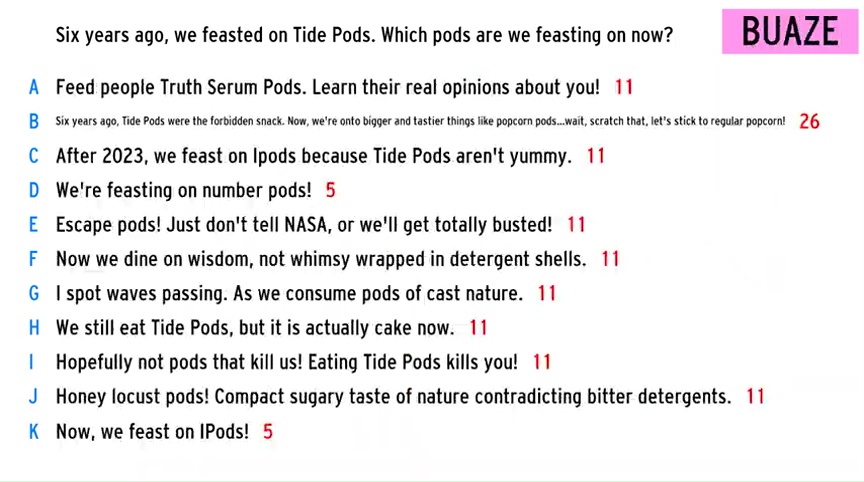 Six years ago, we feasted on Tide Pods. Which pods are we feasting on now?
BUAZE
A Feed people Truth Serum Pods. Learn their real opinions about you! 11
B Six years ago, Tide Pods were the forbidden snack. Now, we're onto bigger and tastier things like popcorn pods...wait, scratch that, let's stick to regular popcorn! 26
C After 2023, we feast on Ipods because Tide Pods aren't yummy. 11
D We're feasting on number pods! 5
E Escape pods! Just don't tell NASA, or we'll get totally busted! 11
F Now we dine on wisdom, not whimsy wrapped in detergent shells. 11
G I spot waves passing. As we consume pods of cast nature. 11
H We still eat Tide Pods, but it is actually cake now. 11
I Hopefully not pods that kill us! Eating Tide Pods kills you! 11
J Honey locust pods! Compact sugary taste of nature contradicting bitter detergents. 11
K Now, we feast on IPods! 5